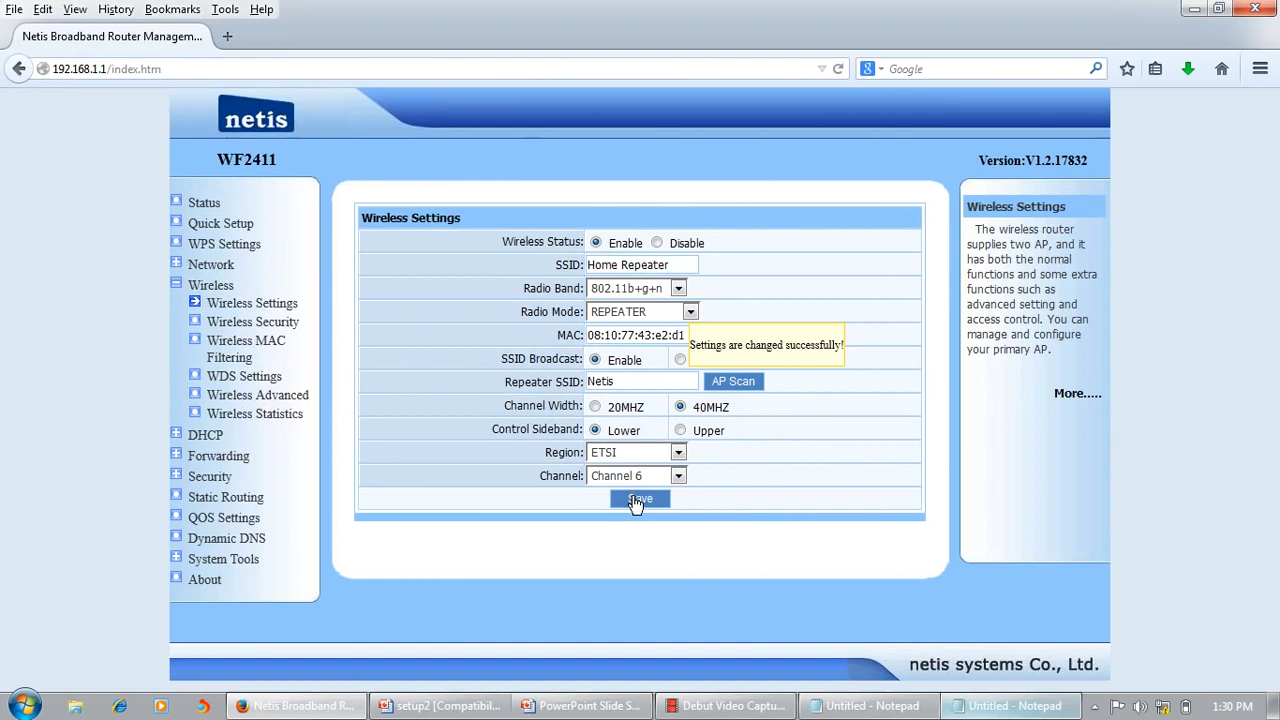 File Edit View History Bookmarks Tools Help
Netis Broadband Router Managem... +
192.168.1.1/index.htm Google
netis
WF2411 Version:V1.2.17832
Status
Quick Setup
WPS Settings
Network
Wireless
Wireless Settings
Wireless Security
Wireless MAC
Filtering
WDS Settings
Wireless Advanced
Wireless Statistics
DHCP
Forwarding
Security
Static Routing
QOS Settings
Dynamic DNS
System Tools
About
Wireless Settings
Wireless Status: Enable Disable
SSID: Home Repeater
Radio Band: 802.11b+g+n
Radio Mode: REPEATER
MAC: 08:10:77:43:e2:d1
Settings are changed successfully!
SSID Broadcast: Enable
Repeater SSID: Netis AP Scan
Channel Width: 20MHZ 40MHZ
Control Sideband: Lower Upper
Region: ETSI
Channel: Channel 6
Save
Wireless Settings
The wireless router
supplies two AP, and it
has both the normal
functions and some extra
functions such as
advanced setting and
access control. You can
manage and configure
your primary AP.
More.....
netis systems Co., Ltd.
Netis Broadband R... setup2 [Compatibil... PowerPoint Slide S... Debut Video Captu... Untitled - Notepad Untitled - Notepad 1:30 PM